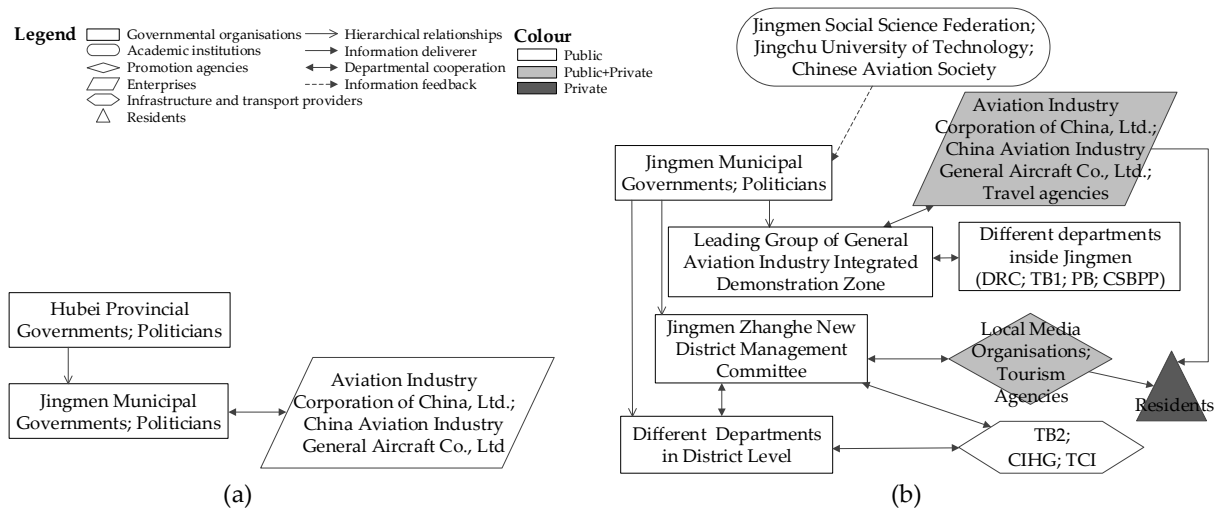 Legend
Governmental organisations
Academic institutions
Promotion agencies
Enterprises
Infrastructure and transport providers
Residents
Hierarchical relationships
Information deliverer
Departmental cooperation
Information feedback
Colour
Public
Public+Private
Private
Hubei Provincial
Governments; Politicians
Jingmen Municipal
Governments; Politicians
Aviation Industry
Corporation of China, Ltd.;
China Aviation Industry
General Aircraft Co., Ltd
(a)
Jingmen Social Science Federation;
Jingchu University of Technology;
Chinese Aviation Society
Aviation Industry
Corporation of China, Ltd.;
China Aviation Industry
General Aircraft Co., Ltd.;
Travel agencies
Jingmen Municipal
Governments; Politicians
Leading Group of General
Aviation Industry Integrated
Demonstration Zone
Different departments
inside Jingmen
(DRC; TB1; PB; CSBPP)
Jingmen Zhanghe New
District Management
Committee
Local Media
Organisations;
Tourism
Agencies
Residents
Different Departments
in District Level
TB2;
CIHG; TCI
(b)